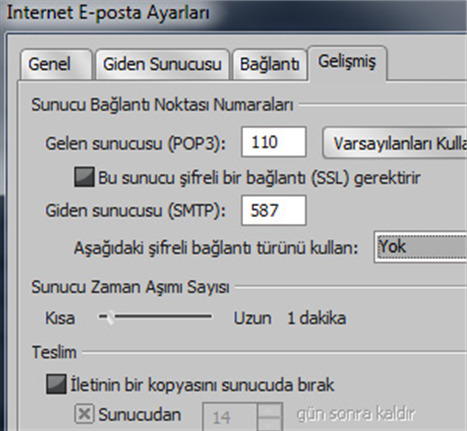 Internet E-posta Ayarları
Genel Giden Sunucusu Bağlantı Gelişmiş
Sunucu Bağlantı Noktası Numaraları
Gelen sunucusu (POP3): 110 Varsayılanları Kulla
Bu sunucu şifreli bir bağlantı (SSL) gerektirir
Giden sunucusu (SMTP): 587
Aşağıdaki şifreli bağlantı türünü kullan: Yok
Sunucu Zaman Aşımı Sayısı
Kısa Uzun 1 dakika
Teslim
İletinin bir kopyasını sunucuda bırak
Sunucudan 14 gün sonra kaldır